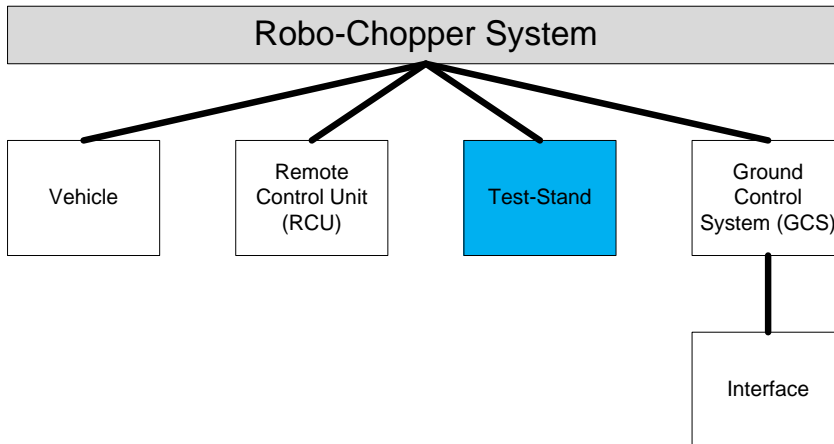 Robo-Chopper System
Vehicle
Remote
Control Unit
(RCU)
Test-Stand
Ground
Control
System (GCS)
Interface